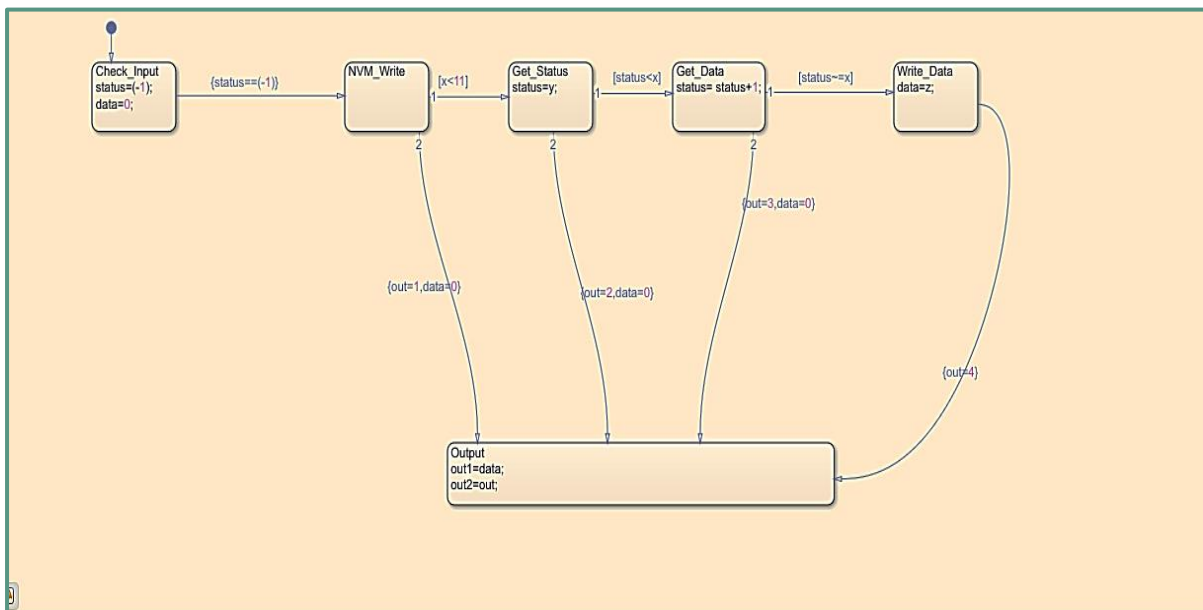 Check_Input
status=(-1);
data=0;
{status==(-1)}
NVM_Write
1
[x<11]
Get_Status
status=y;
1
[status<x]
Get_Data
status= status+1;
1
[status~=x]
Write_Data
data=z;
2
2
2
{out=3,data=0}
{out=1,data=0}
{out=2,data=0}
{out=4}
Output
out1=data;
out2=out;